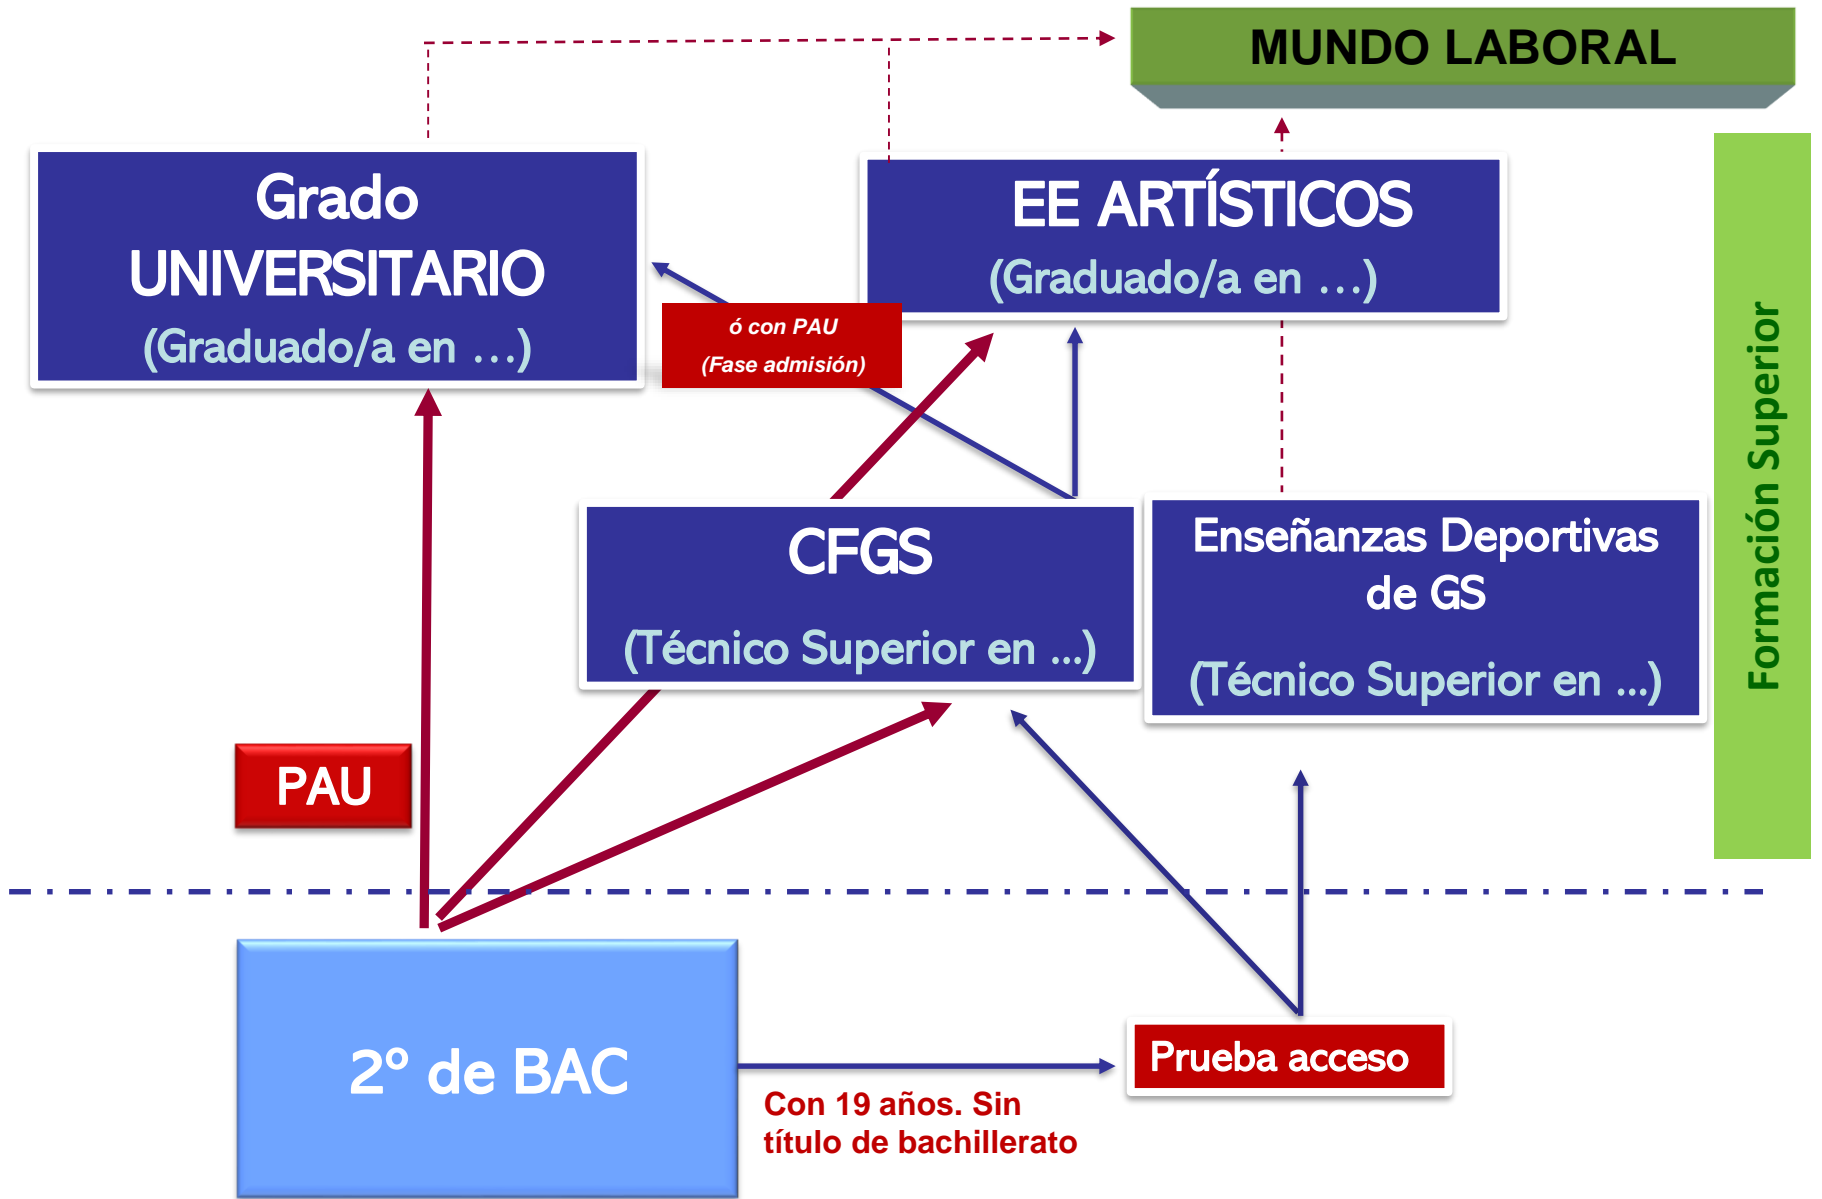 MUNDO LABORAL
Grado
UNIVERSITARIO
(Graduado/a en …)
EE ARTÍSTICOS
(Graduado/a en …)
ó con PAU
(Fase admisión)
CFGS
(Técnico Superior en ...)
Enseñanzas Deportivas
de GS
(Técnico Superior en ...)
Formación Superior
PAU
2º de BAC
Prueba acceso
Con 19 años. Sin
título de bachillerato